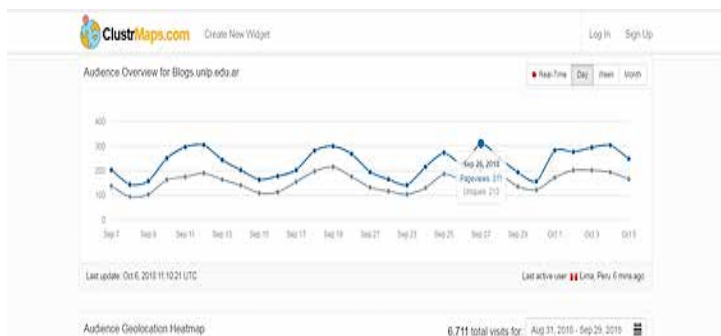 ClustrMaps.com Create New Widget Log In Sign Up
Audience Overview for Blogs.unlp.edu.ar Real-Time Day Week Month
400
300
200
100
0
Sep 26, 2018
Pageviews: 311
Uniques: 213
Sep 7 Sep 9 Sep 11 Sep 13 Sep 15 Sep 17 Sep 19 Sep 21 Sep 23 Sep 25 Sep 27 Sep 29 Oct 1 Oct 3 Oct 5
Last update: Oct 6, 2018 11:10:21 UTC Last active user: Lima, Peru 6 mins ago
Audience Geolocation Heatmap 6,711 total visits for: Aug 31, 2018 - Sep 29, 2018